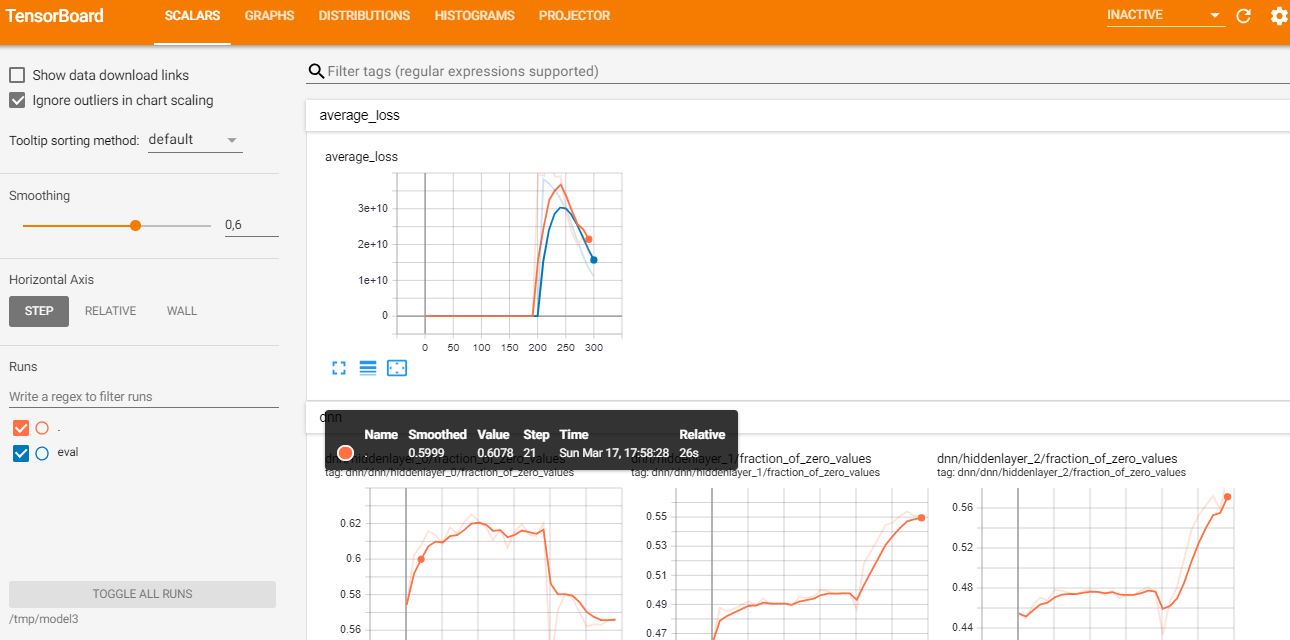 TensorBoard SCALARS GRAPHS DISTRIBUTIONS HISTOGRAMS PROJECTOR INACTIVE
Show data download links
Ignore outliers in chart scaling
Tooltip sorting method: default
Smoothing
0,6
Horizontal Axis
STEP RELATIVE WALL
Runs
Write a regex to filter runs
.
eval
TOGGLE ALL RUNS
/tmp/model3
Filter tags (regular expressions supported)
average_loss
average_loss
3e+10
2e+10
1e+10
0
0 50 100 150 200 250 300
dnn
Name Smoothed Value Step Time Relative
. 0.5999 0.6078 21 Sun Mar 17, 17:58:28 26s
dnn/hiddenlayer_0/fraction_of_zero_values
tag: dnn/dnn/hiddenlayer_0/fraction_of_zero_values
0.62
0.6
0.58
0.56
dnn/hiddenlayer_1/fraction_of_zero_values
tag: dnn/dnn/hiddenlayer_1/fraction_of_zero_values
0.55
0.53
0.51
0.49
0.47
dnn/hiddenlayer_2/fraction_of_zero_values
tag: dnn/dnn/hiddenlayer_2/fraction_of_zero_values
0.56
0.52
0.48
0.44